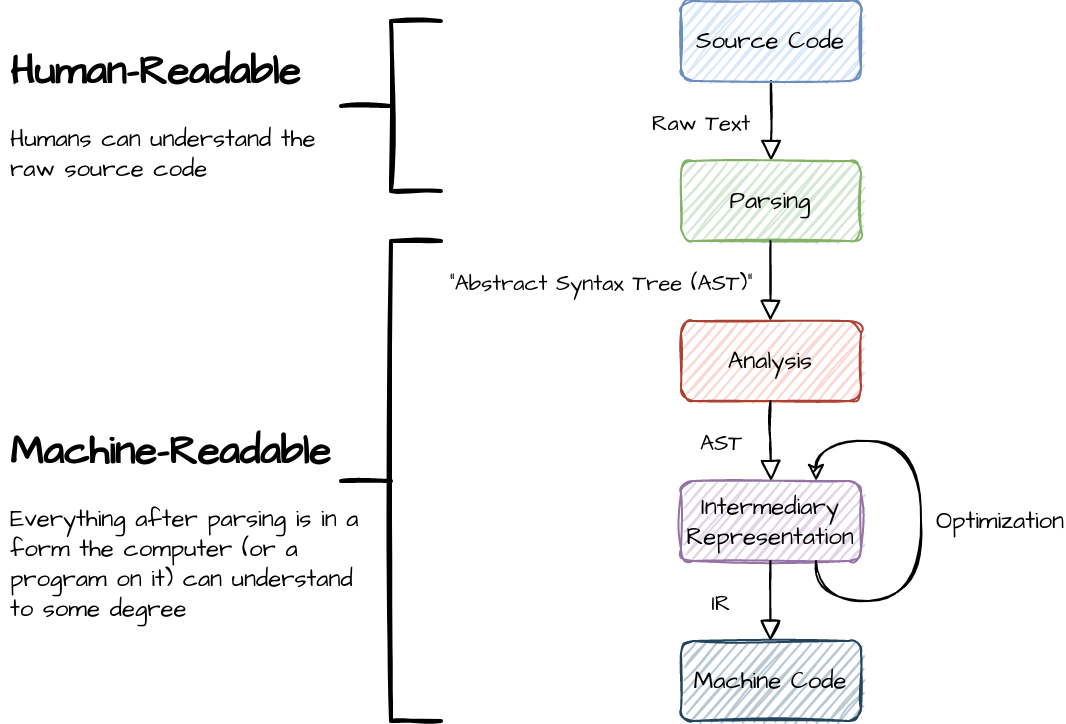 Human-Readable
Humans can understand the
raw source code
Source Code
Raw Text
Parsing
"Abstract Syntax Tree (AST)"
Analysis
AST
Machine-Readable
Everything after parsing is in a
form the computer (or a
program on it) can understand
to some degree
Intermediary
Representation
Optimization
IR
Machine Code